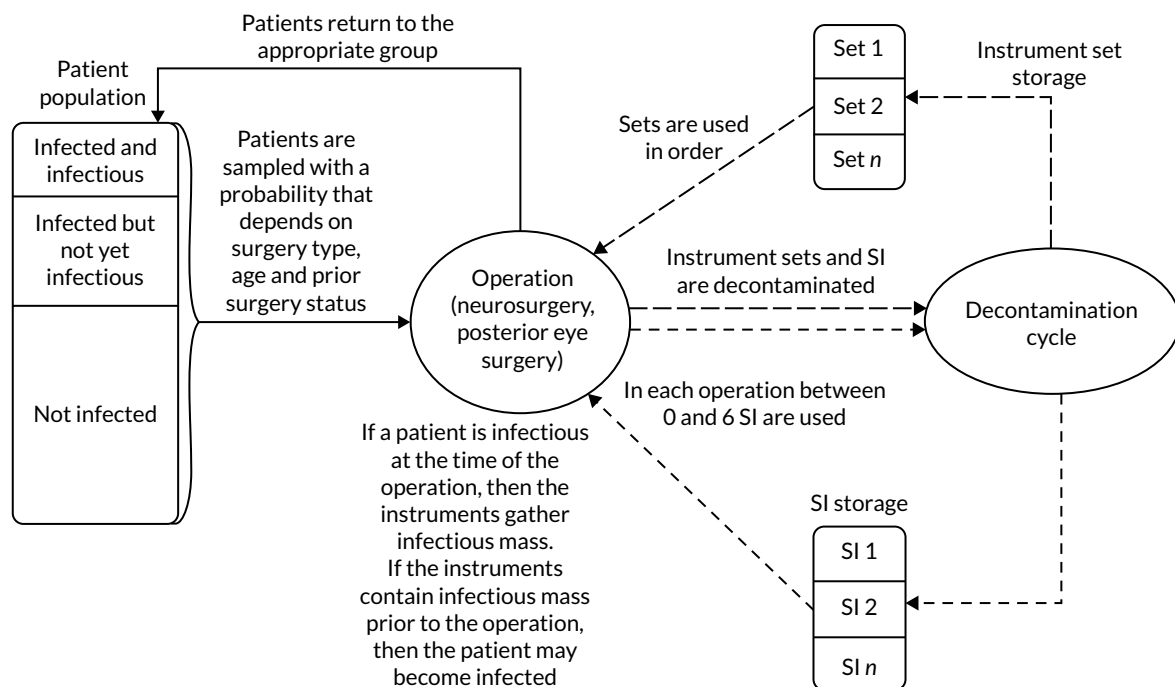 Patients return to the
appropriate group
Patient
population
Infected and
infectious
Infected but
not yet
infectious
Not infected
Patients are
sampled with a
probability that
depends on
surgery type,
age and prior
surgery status
Operation
(neurosurgery,
posterior eye
surgery)
If a patient is infectious
at the time of the
operation, then the
instruments gather
infectious mass.
If the instruments
contain infectious mass
prior to the operation,
then the patient may
become infected
Sets are used
in order
Set 1
Set 2
Set n
Instrument set
storage
Instrument sets and SI
are decontaminated
Decontamination
cycle
In each operation between
0 and 6 SI are used
SI storage
SI 1
SI 2
SI n